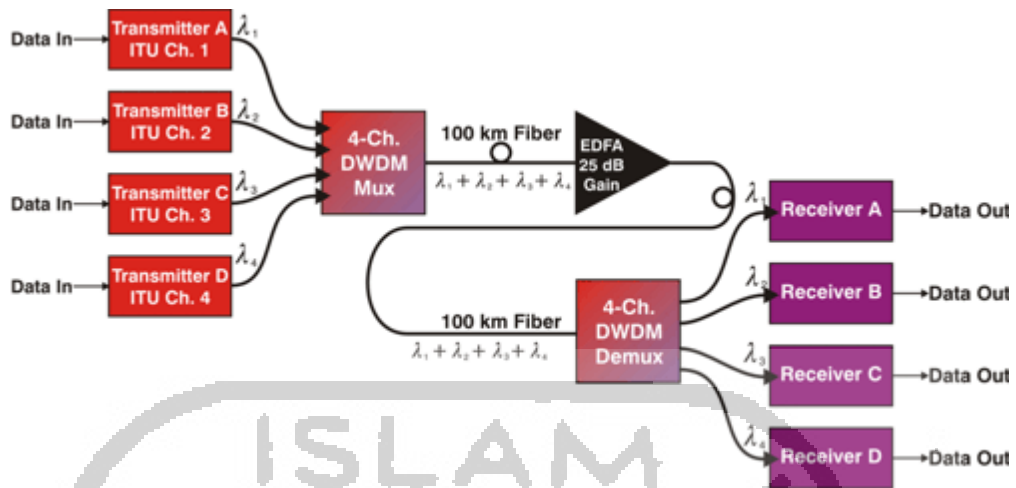 Data In
Transmitter A
ITU Ch. 1
λ₁
Data In
Transmitter B
ITU Ch. 2
λ₂
Data In
Transmitter C
ITU Ch. 3
λ₃
Data In
Transmitter D
ITU Ch. 4
λ₄
4-Ch.
DWDM
Mux
100 km Fiber
λ₁ + λ₂ + λ₃ + λ₄
EDFA
25 dB
Gain
100 km Fiber
λ₁ + λ₂ + λ₃ + λ₄
4-Ch.
DWDM
Demux
λ₁
Receiver A
Data Out
λ₂
Receiver B
Data Out
λ₃
Receiver C
Data Out
λ₄
Receiver D
Data Out
ISLAM